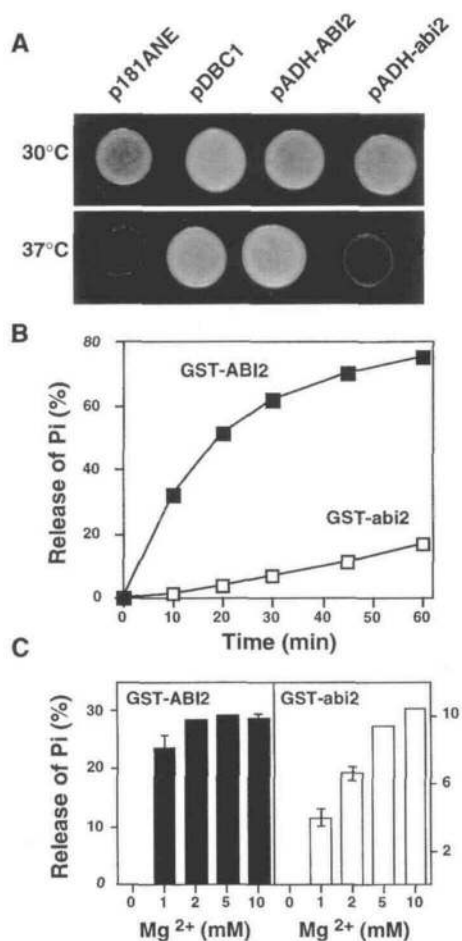 A
p181ANE pDBC1 pADH-ABI2 pADH-abi2
30°C
37°C
B
80
60
40
20
0
Release of Pi (%)
GST-ABI2
GST-abi2
0 10 20 30 40 50 60
Time (min)
C
GST-ABI2 GST-abi2
30
20
10
0
Release of Pi (%)
10
6
2
0 1 2 5 10 0 1 2 5 10
Mg 2+ (mM) Mg 2+ (mM)